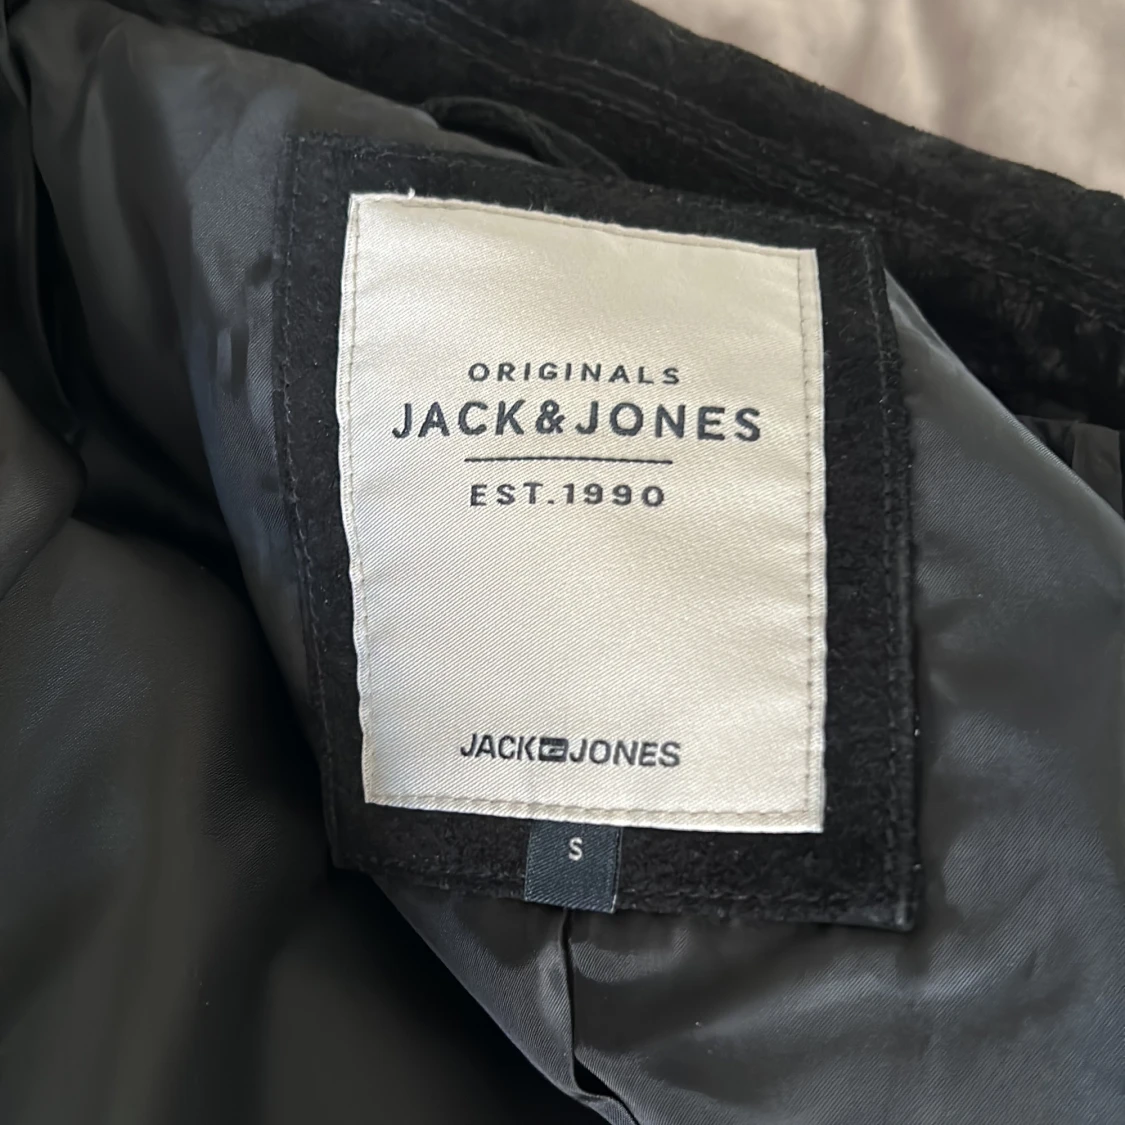 ORIGINALS
JACK&JONES
EST.1990
JACK JONES
S